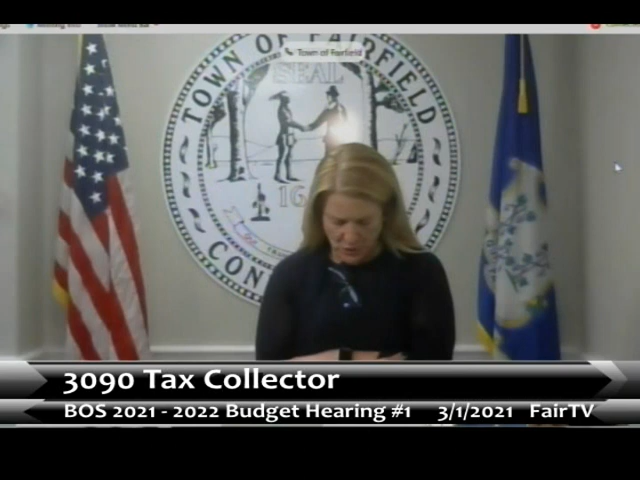 Town of Fairfield
TOWN OF FAIRFIELD
SEAL
16
CON
3090 Tax Collector
BOS 2021 - 2022 Budget Hearing #1 3/1/2021 FairTV